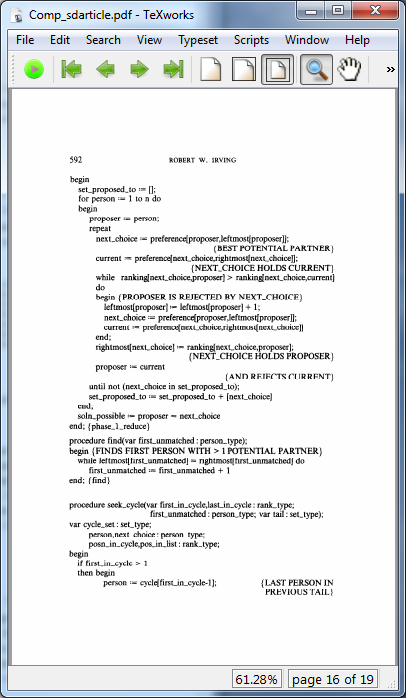 Comp_sdarticle.pdf - TeXworks
File Edit Search View Typeset Scripts Window Help
»
592 ROBERT W. IRVING
begin
set_proposed_to := [];
for person := 1 to n do
begin
proposer := person;
repeat
next_choice := preference[proposer,leftmost[proposer]];
{BEST POTENTIAL PARTNER}
current := preference[next_choice,rightmost[next_choice]];
{NEXT_CHOICE HOLDS CURRENT}
while ranking[next_choice,proposer] > ranking[next_choice,current]
do
begin {PROPOSER IS REJECTED BY NEXT_CHOICE}
leftmost[proposer] := leftmost[proposer] + 1;
next_choice := preference[proposer,leftmost[proposer]];
current := preference[next_choice,rightmost[next_choice]]
end;
rightmost[next_choice] := ranking[next_choice,proposer];
{NEXT_CHOICE HOLDS PROPOSER}
proposer := current
{AND REJECTS CURRENT}
until not (next_choice in set_proposed_to);
set_proposed_to := set_proposed_to + [next_choice]
end;
soln_possible := proposer = next_choice
end; {phase_1_reduce}
procedure find(var first_unmatched : person_type);
begin {FINDS FIRST PERSON WITH > 1 POTENTIAL PARTNER}
while leftmost[first_unmatched] = rightmost[first_unmatched] do
first_unmatched := first_unmatched + 1
end; {find}
procedure seek_cycle(var first_in_cycle,last_in_cycle : rank_type;
first_unmatched : person_type; var tail : set_type);
var cycle_set : set_type;
person,next_choice : person_type;
posn_in_cycle,pos_in_list : rank_type;
begin
if first_in_cycle > 1
then begin
person := cycle[first_in_cycle-1]; {LAST PERSON IN
PREVIOUS TAIL}
61.28% page 16 of 19